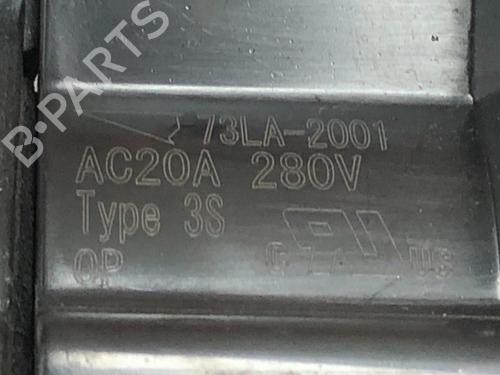 B-PARTS
73LA-2001
AC20A 280V
Type 3S
OP
C US